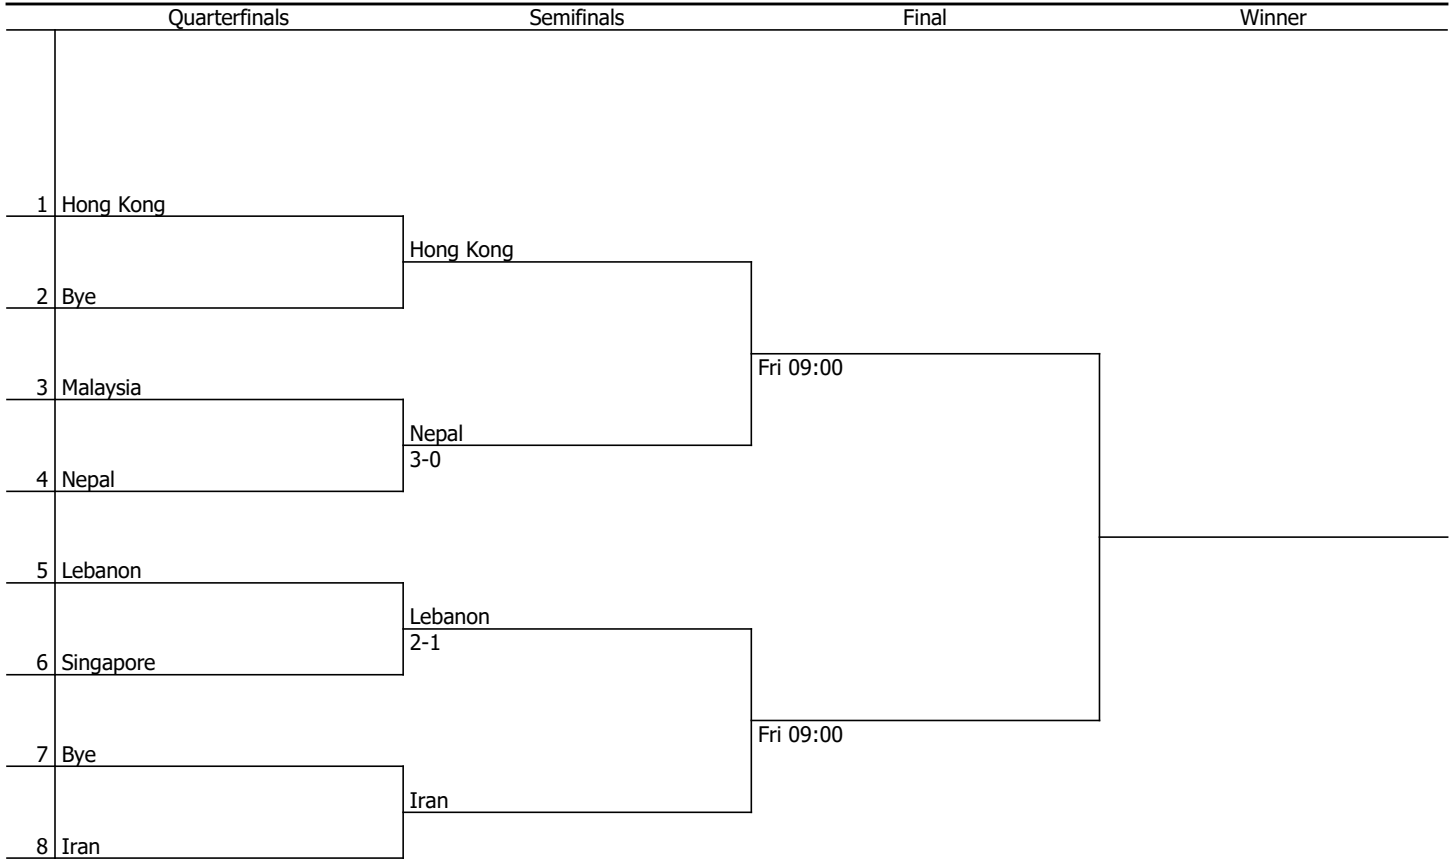 Quarterfinals Semifinals Final Winner
1 Hong Kong
Hong Kong
2 Bye
Fri 09:00
3 Malaysia
Nepal
3-0
4 Nepal
5 Lebanon
Lebanon
2-1
6 Singapore
Fri 09:00
7 Bye
Iran
8 Iran